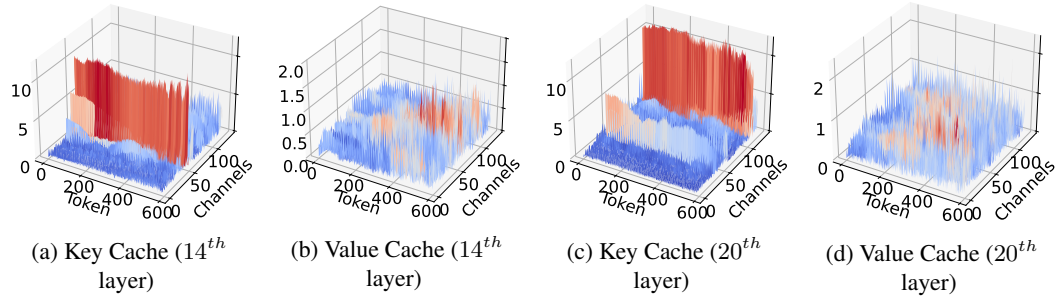 10
5
0
0
200
400
600
Token
0
50
100
Channels
2.0
1.5
1.0
0.5
0.0
0
200
400
600
Token
0
50
100
Channels
10
5
0
0
200
400
600
Token
0
50
100
Channels
2
1
0
0
200
400
600
Token
0
50
100
Channels
(a) Key Cache (14th
layer)
(b) Value Cache (14th
layer)
(c) Key Cache (20th
layer)
(d) Value Cache (20th
layer)